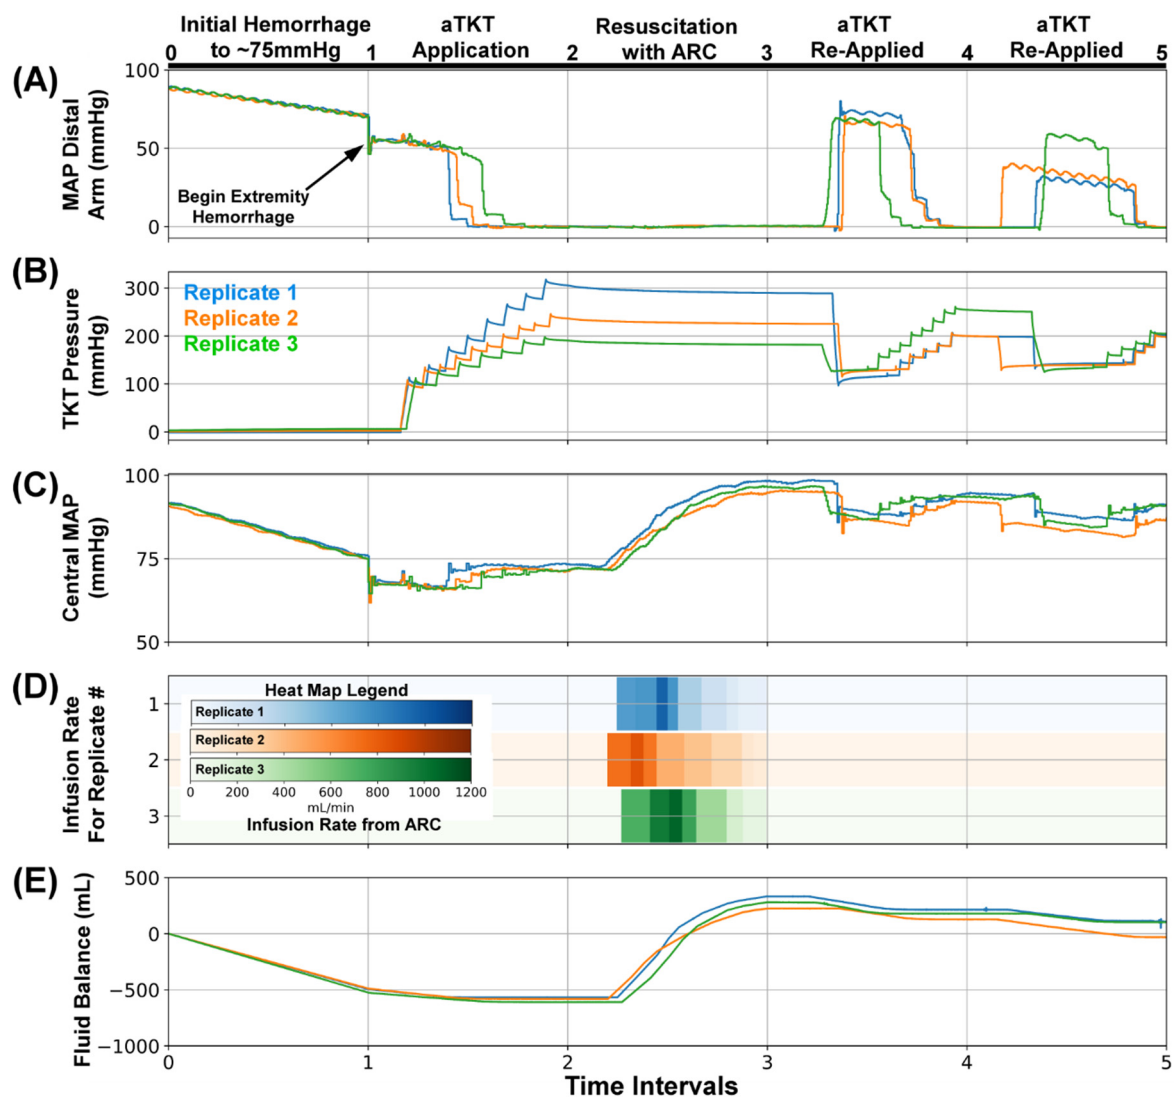 Initial Hemorrhage
to ~75mmHg
aTKT
Application
Resuscitation
with ARC
aTKT
Re-Applied
aTKT
Re-Applied
0 1 2 3 4 5
(A)
MAP Distal
Arm (mmHg)
100
50
0
Begin Extremity
Hemorrhage
(B)
TKT Pressure
(mmHg)
300
200
100
0
Replicate 1
Replicate 2
Replicate 3
(C)
Central MAP
(mmHg)
100
75
50
(D)
Infusion Rate
For Replicate #
1
2
3
Heat Map Legend
Replicate 1
Replicate 2
Replicate 3
0 200 400 600 800 1000 1200
mL/min
Infusion Rate from ARC
(E)
Fluid Balance (mL)
500
0
−500
−1000
0 1 2 3 4 5
Time Intervals